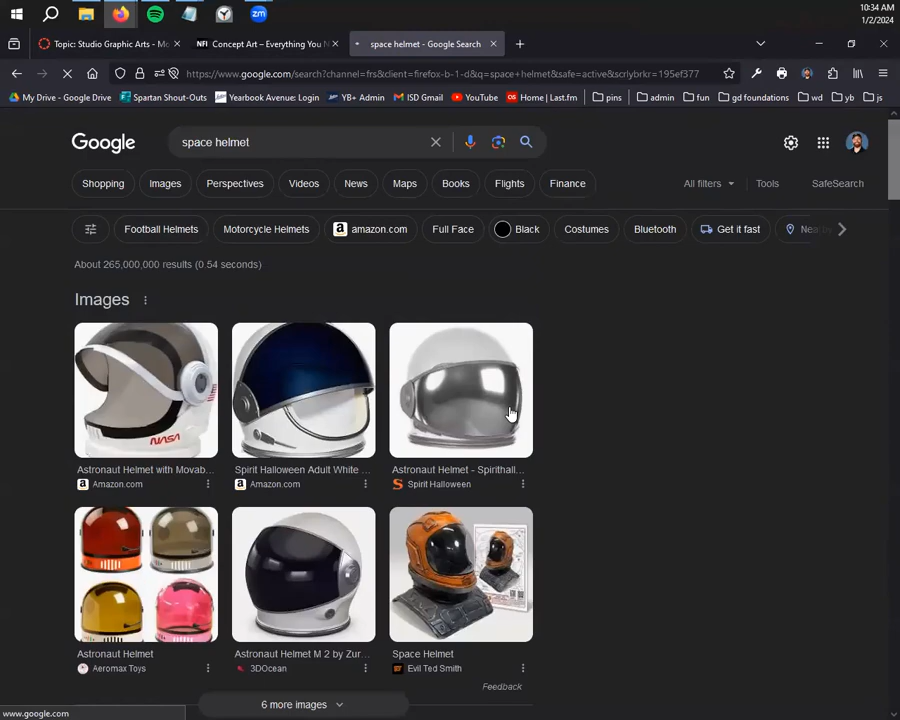 10:34 AM
1/2/2024
Topic: Studio Graphic Arts - Mo
NFI Concept Art – Everything You N
space helmet - Google Search
https://www.google.com/search?channel=frs&client=firefox-b-1-d&q=space+helmet&safe=active&scrlybrkr=195ef377
My Drive - Google Drive
Spartan Shout-Outs
Yearbook Avenue: Login
YB+ Admin
ISD Gmail
YouTube
Home | Last.fm
pins
admin
fun
gd foundations
wd
yb
js
Google
space helmet
Shopping
Images
Perspectives
Videos
News
Maps
Books
Flights
Finance
All filters
Tools
SafeSearch
Football Helmets
Motorcycle Helmets
amazon.com
Full Face
Black
Costumes
Bluetooth
Get it fast
About 265,000,000 results (0.54 seconds)
Images
NASA
Astronaut Helmet with Movab...
Amazon.com
Spirit Halloween Adult White ...
Amazon.com
Astronaut Helmet - Spirithall...
Spirit Halloween
Astronaut Helmet
Aeromax Toys
Astronaut Helmet M 2 by Zur...
3DOcean
Space Helmet
Evil Ted Smith
Feedback
6 more images
www.google.com